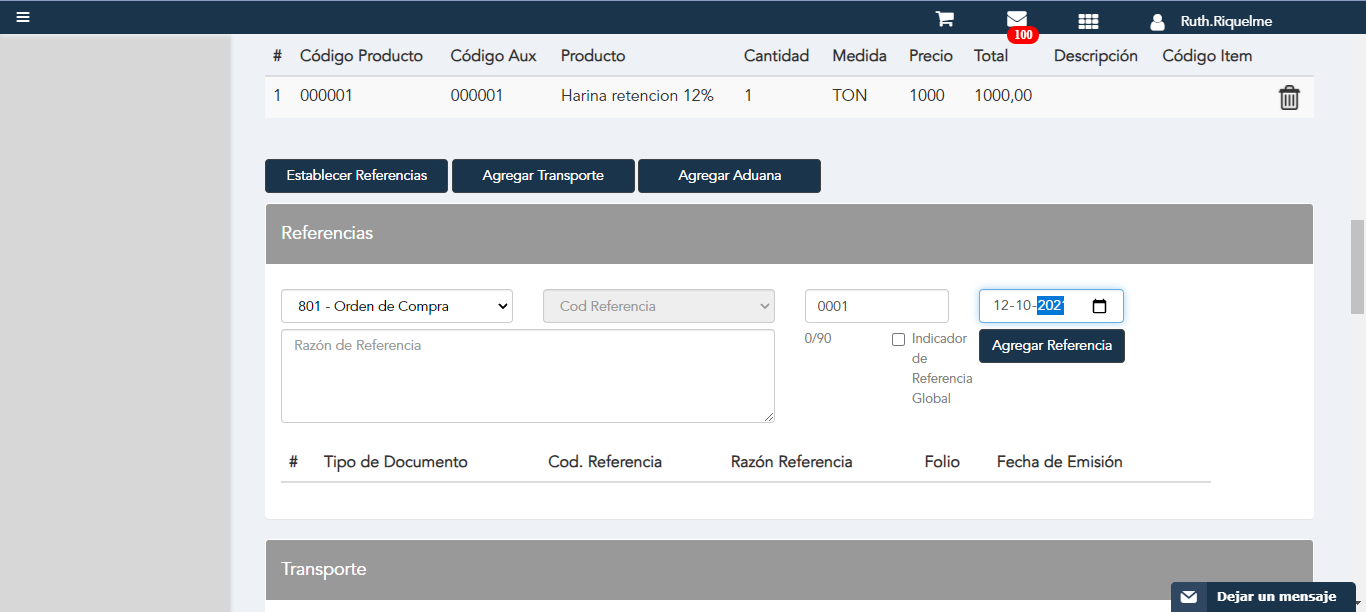 Ruth.Riquelme
100
# Código Producto Código Aux Producto Cantidad Medida Precio Total Descripción Código Item
1 000001 000001 Harina retencion 12% 1 TON 1000 1000,00
Establecer Referencias Agregar Transporte Agregar Aduana
Referencias
801 - Orden de Compra Cod Referencia 0001 12-10-2021
Razón de Referencia 0/90 Indicador Agregar Referencia
de
Referencia
Global
# Tipo de Documento Cod. Referencia Razón Referencia Folio Fecha de Emisión
Transporte
Dejar un mensaje